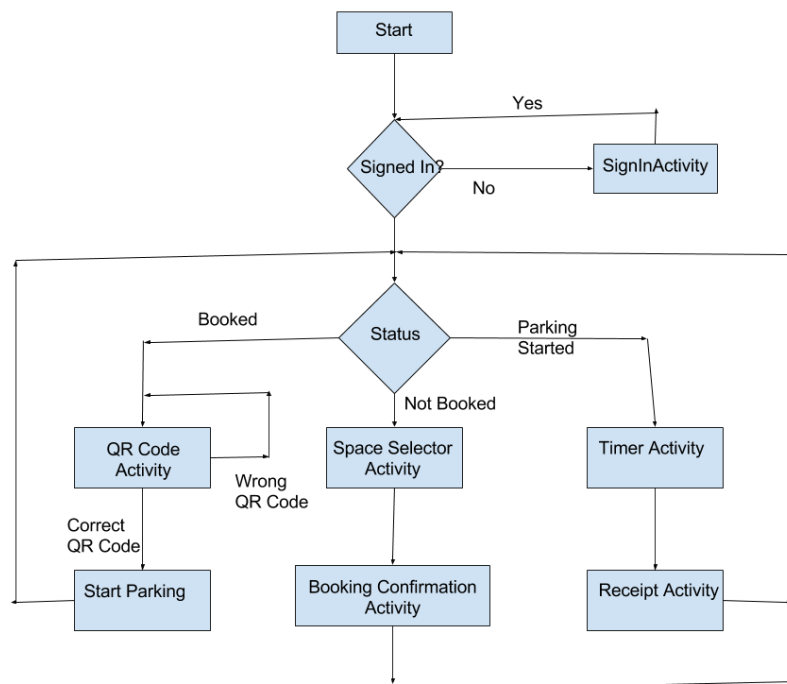 Start
Yes
Signed In?
SignInActivity
No
Booked
Status
Parking
Started
Not Booked
QR Code
Activity
Space Selector
Activity
Timer Activity
Wrong
QR Code
Correct
QR Code
Start Parking
Booking Confirmation
Activity
Receipt Activity